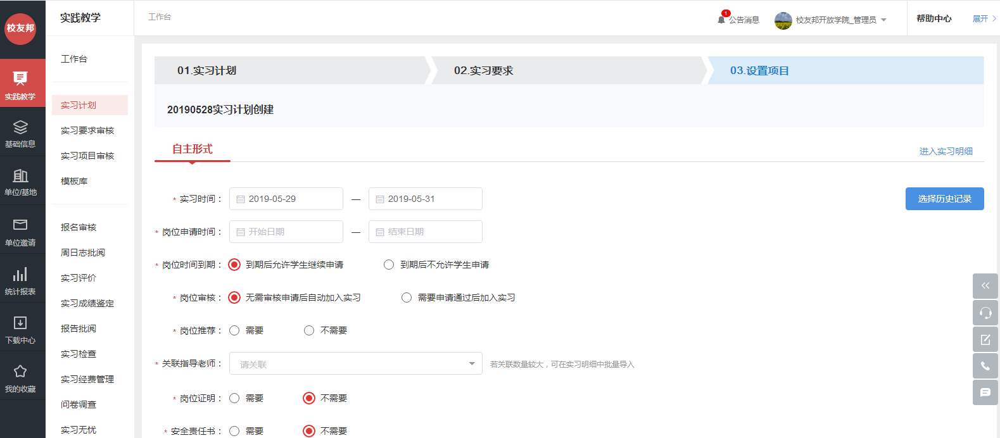 校友邦
实践教学
工作台
1
公告消息
校友邦开放学院_管理员
帮助中心
展开
实践教学
基础信息
单位/基地
单位邀请
统计报表
下载中心
我的收藏
工作台
实习计划
实习要求审核
实习项目审核
模板库
报名审核
周日志批阅
实习评价
实习成绩鉴定
报告批阅
实习检查
实习经费管理
问卷调查
实习无忧
01.实习计划
02.实习要求
03.设置项目
20190528实习计划创建
自主形式
进入实习明细
* 实习时间： 2019-05-29 — 2019-05-31
选择历史记录
* 岗位申请时间： 开始日期 — 结束日期
* 岗位时间到期： 到期后允许学生继续申请 到期后不允许学生申请
* 岗位审核： 无需审核申请后自动加入实习 需要申请通过后加入实习
* 岗位推荐： 需要 不需要
* 关联指导老师： 请关联 若关联数量较大，可在实习明细中批量导入
* 岗位证明： 需要 不需要
* 安全责任书： 需要 不需要